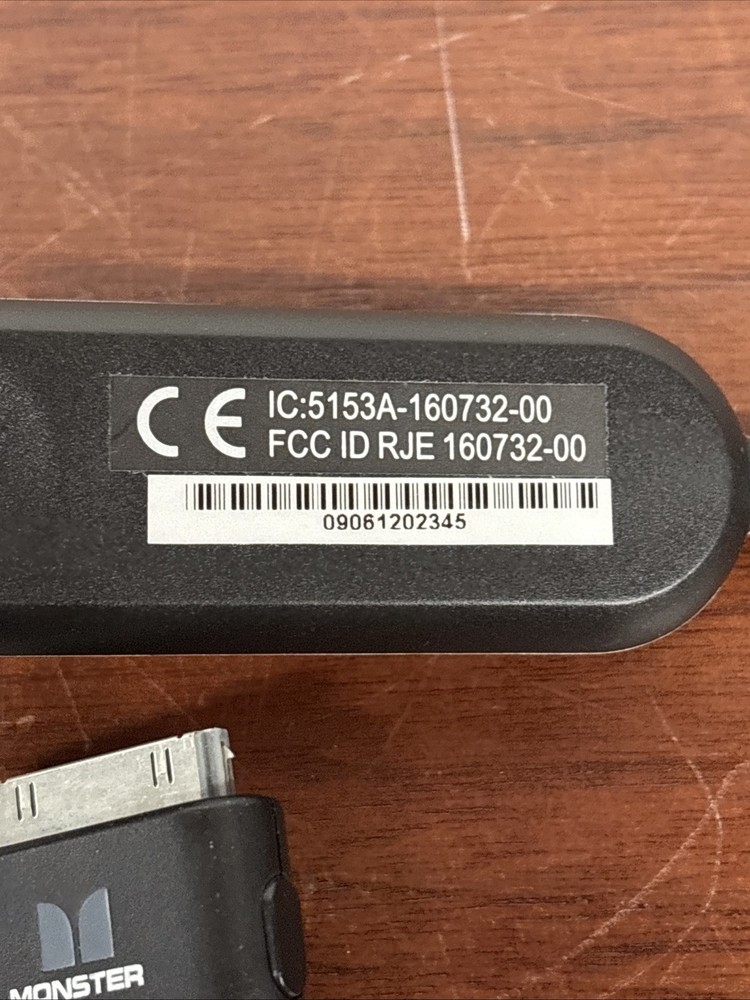 CE IC:5153A-160732-00
FCC ID RJE 160732-00
09061202345
MONSTER